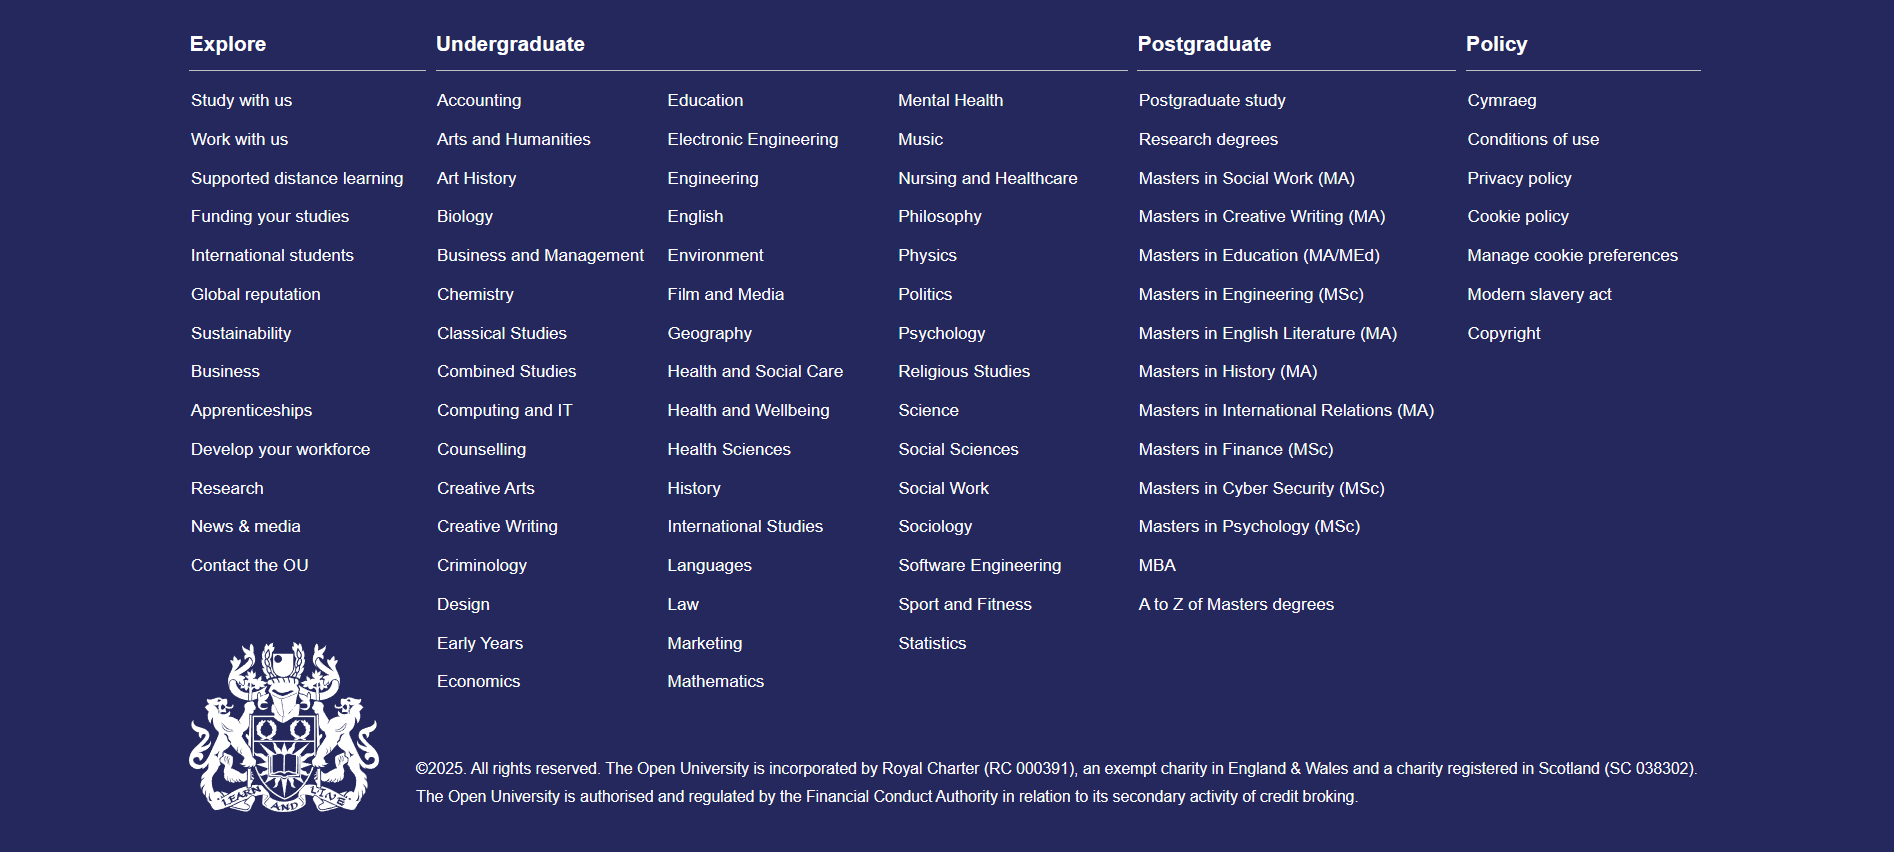 Explore
Study with us
Work with us
Supported distance learning
Funding your studies
International students
Global reputation
Sustainability
Business
Apprenticeships
Develop your workforce
Research
News & media
Contact the OU
Undergraduate
Accounting
Arts and Humanities
Art History
Biology
Business and Management
Chemistry
Classical Studies
Combined Studies
Computing and IT
Counselling
Creative Arts
Creative Writing
Criminology
Design
Early Years
Economics
Education
Electronic Engineering
Engineering
English
Environment
Film and Media
Geography
Health and Social Care
Health and Wellbeing
Health Sciences
History
International Studies
Languages
Law
Marketing
Mathematics
Mental Health
Music
Nursing and Healthcare
Philosophy
Physics
Politics
Psychology
Religious Studies
Science
Social Sciences
Social Work
Sociology
Software Engineering
Sport and Fitness
Statistics
Postgraduate
Postgraduate study
Research degrees
Masters in Social Work (MA)
Masters in Creative Writing (MA)
Masters in Education (MA/MEd)
Masters in Engineering (MSc)
Masters in English Literature (MA)
Masters in History (MA)
Masters in International Relations (MA)
Masters in Finance (MSc)
Masters in Cyber Security (MSc)
Masters in Psychology (MSc)
MBA
A to Z of Masters degrees
Policy
Cymraeg
Conditions of use
Privacy policy
Cookie policy
Manage cookie preferences
Modern slavery act
Copyright
LEARN AND LIVE
©2025. All rights reserved. The Open University is incorporated by Royal Charter (RC 000391), an exempt charity in England & Wales and a charity registered in Scotland (SC 038302).
The Open University is authorised and regulated by the Financial Conduct Authority in relation to its secondary activity of credit broking.